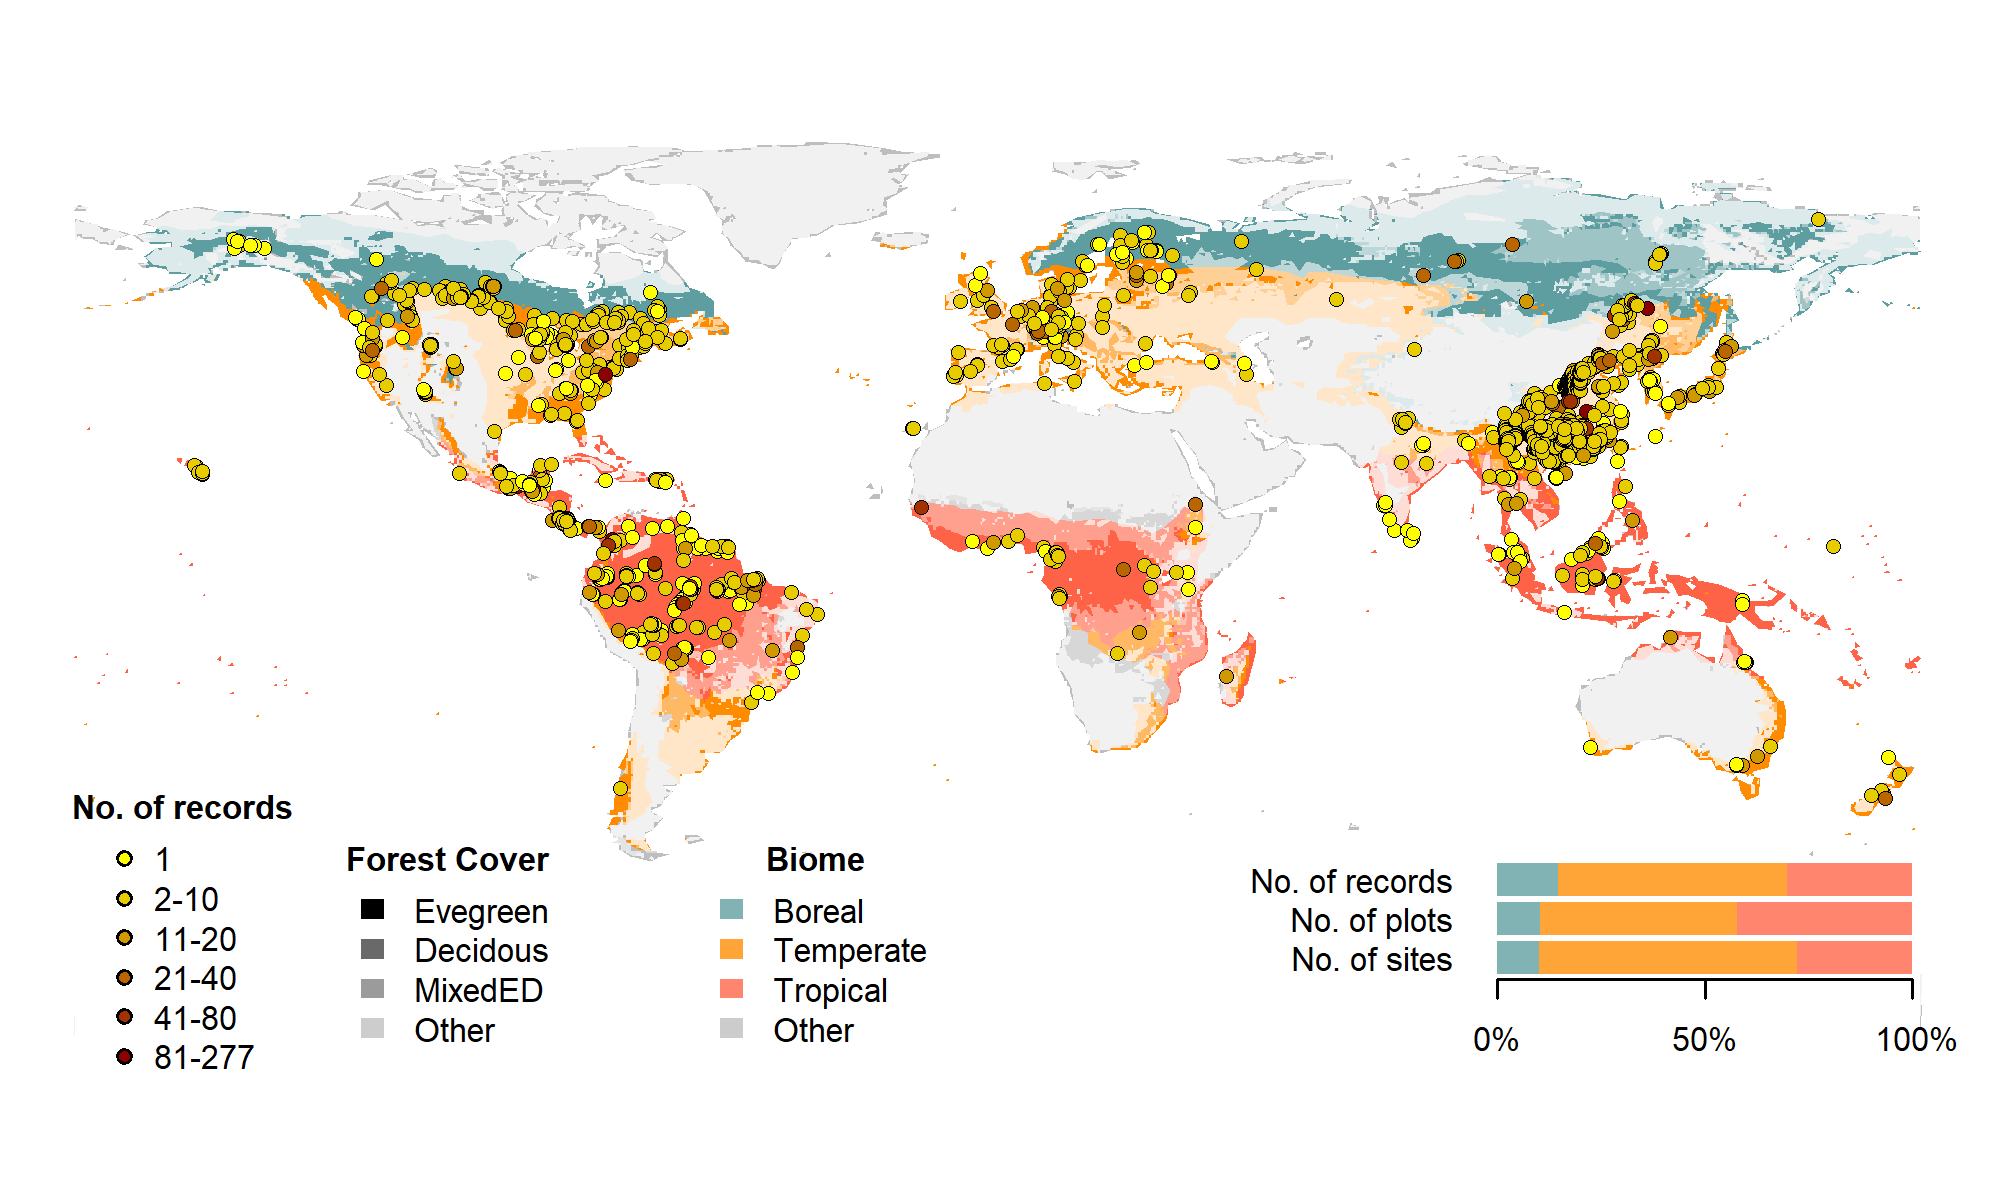 No. of records
1
2-10
11-20
21-40
41-80
81-277
Forest Cover
Evegreen
Decidous
MixedED
Other
Biome
Boreal
Temperate
Tropical
Other
No. of records
No. of plots
No. of sites
0% 50% 100%